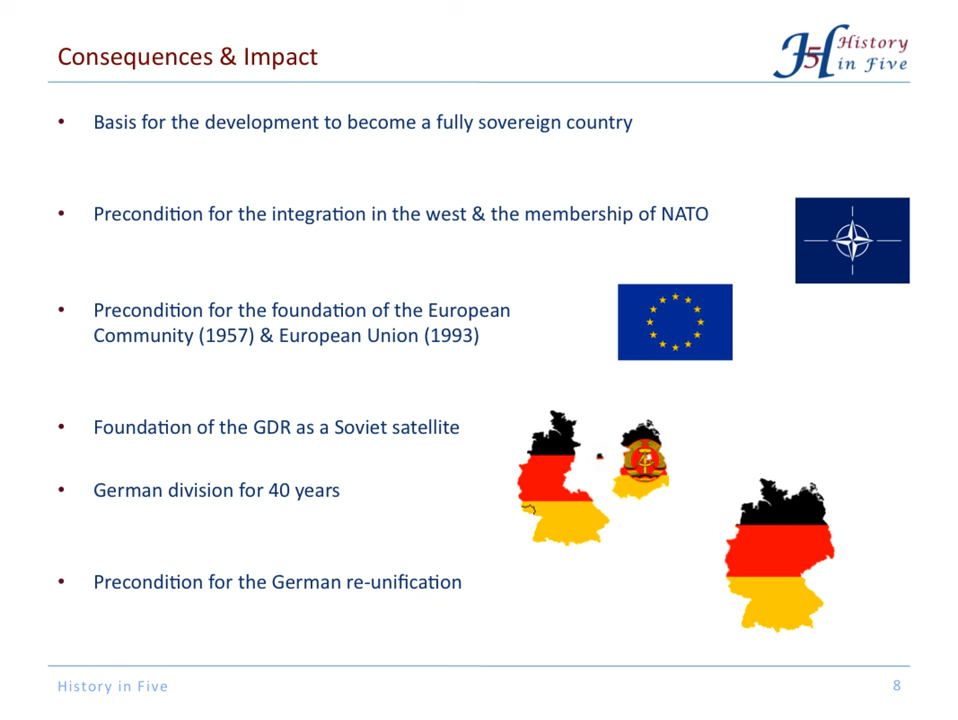 Consequences & Impact
History
in Five
• Basis for the development to become a fully sovereign country
• Precondition for the integration in the west & the membership of NATO
• Precondition for the foundation of the European
Community (1957) & European Union (1993)
• Foundation of the GDR as a Soviet satellite
• German division for 40 years
• Precondition for the German re-unification
History in Five
8